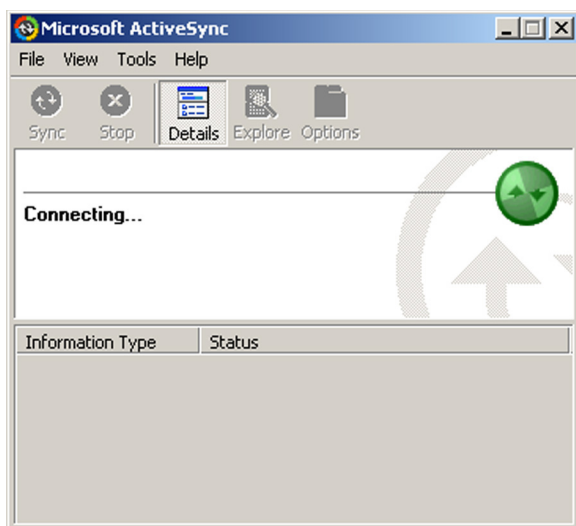 Microsoft ActiveSync
File View Tools Help
Sync Stop Details Explore Options
Connecting...
Information Type Status